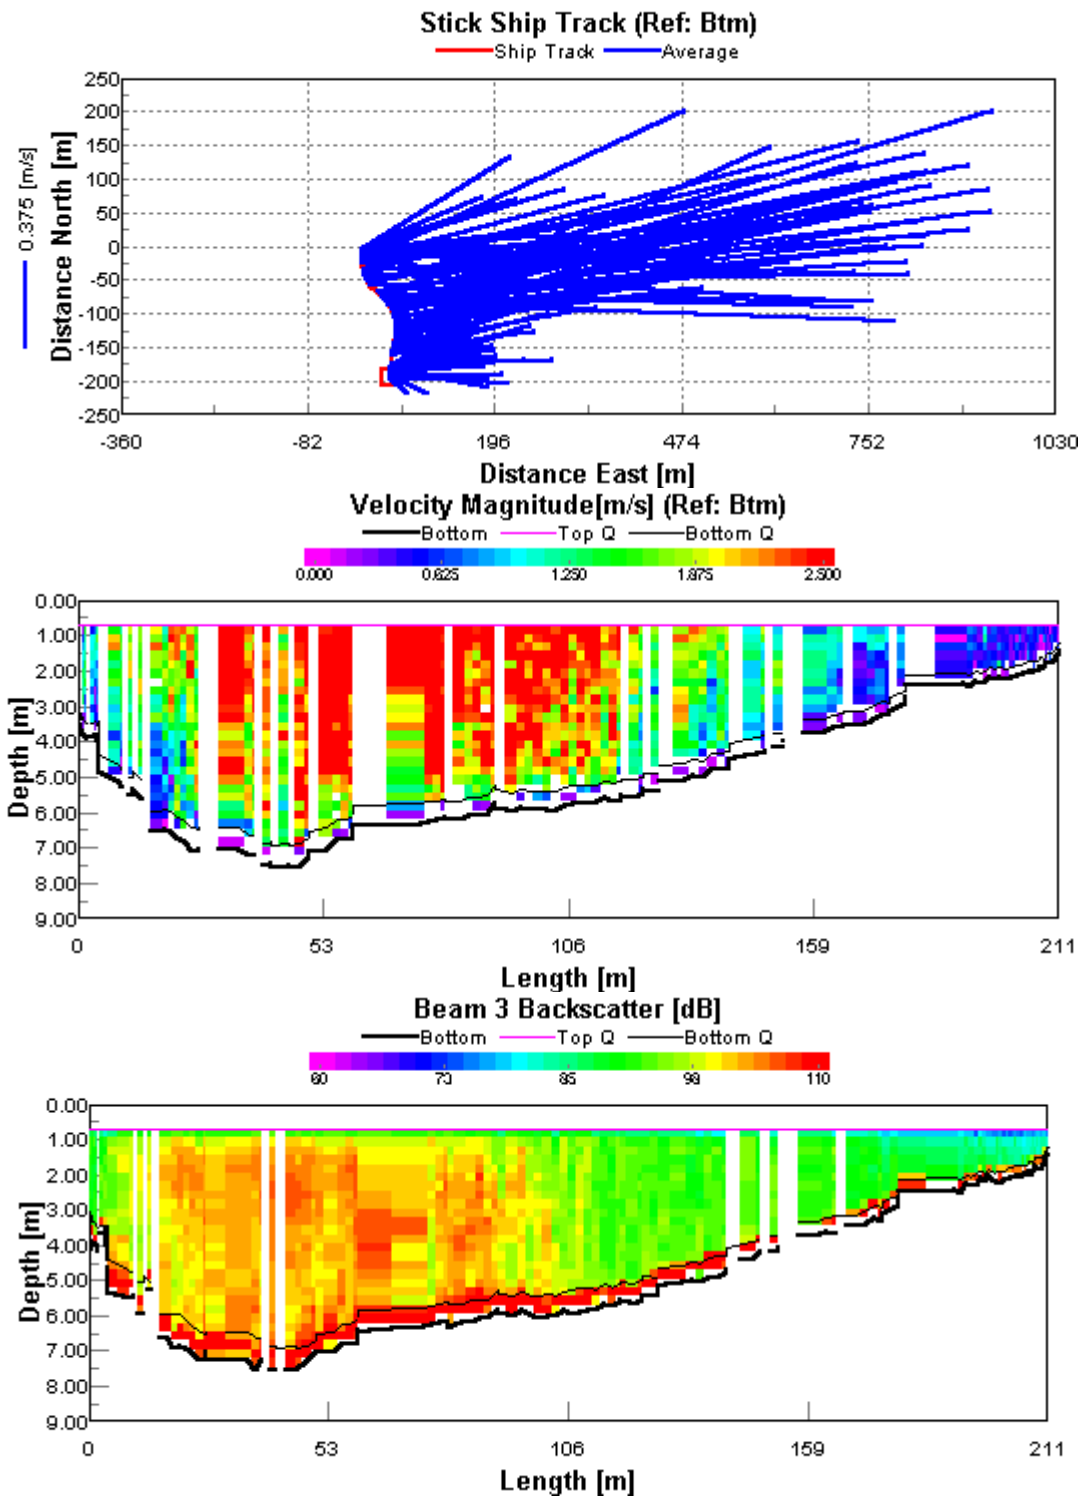 Stick Ship Track (Ref: Btm)
Ship Track Average
250
200
150
100
50
0
-50
-100
-150
-200
-250
Distance North [m]
0.375 [m/s]
-360 -82 196 474 752 1030
Distance East [m]
Velocity Magnitude[m/s] (Ref: Btm)
Bottom Top Q Bottom Q
0.000 0.625 1.250 1.875 2.500
0.00
1.00
2.00
3.00
4.00
5.00
6.00
7.00
8.00
9.00
Depth [m]
0 53 106 159 211
Length [m]
Beam 3 Backscatter [dB]
Bottom Top Q Bottom Q
60 73 85 98 110
0.00
1.00
2.00
3.00
4.00
5.00
6.00
7.00
8.00
9.00
Depth [m]
0 53 106 159 211
Length [m]